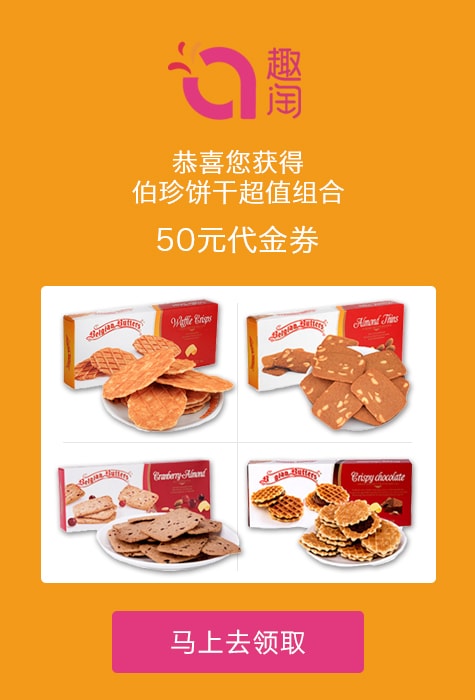 趣
淘
恭喜您获得
伯珍饼干超值组合
50元代金券
Belgian Butters
Waffle Crisps
Belgian Butters
Almond Thins
Belgian Butters
Cranberry Almond
Belgian Butters
Crispy chocolate
马上去领取